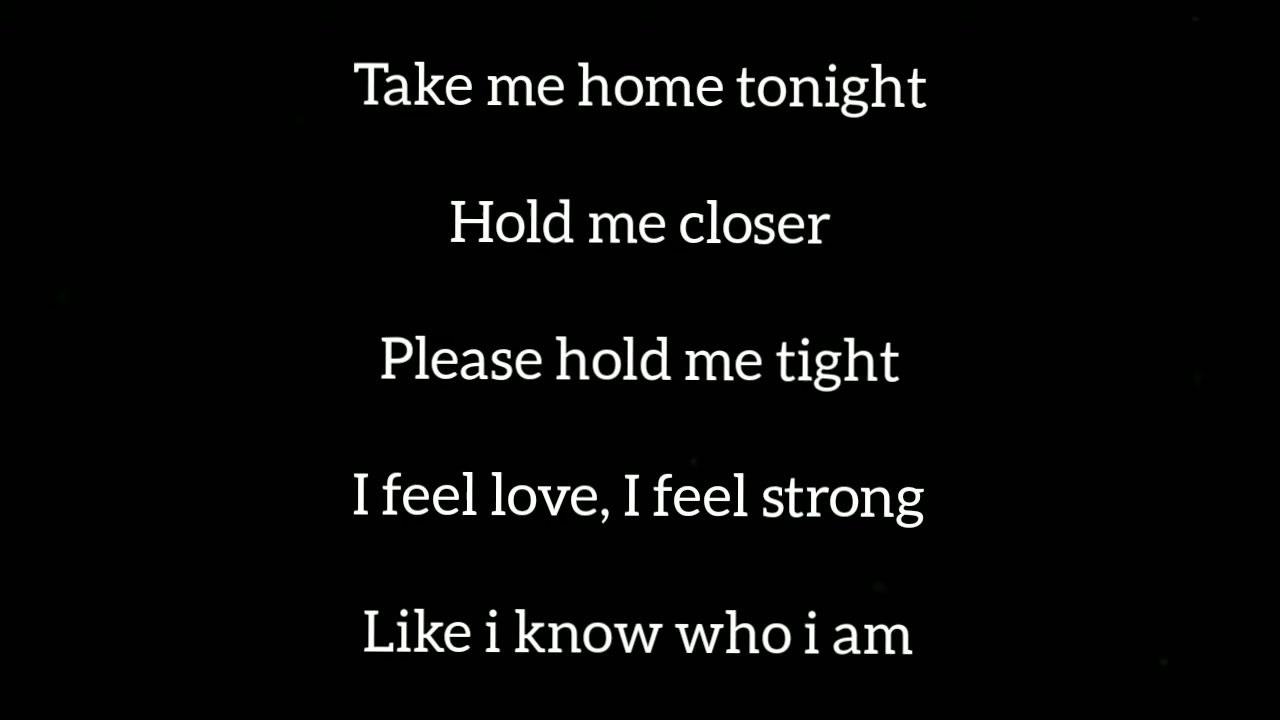 Take me home tonight
Hold me closer
Please hold me tight
I feel love, I feel strong
Like i know who i am